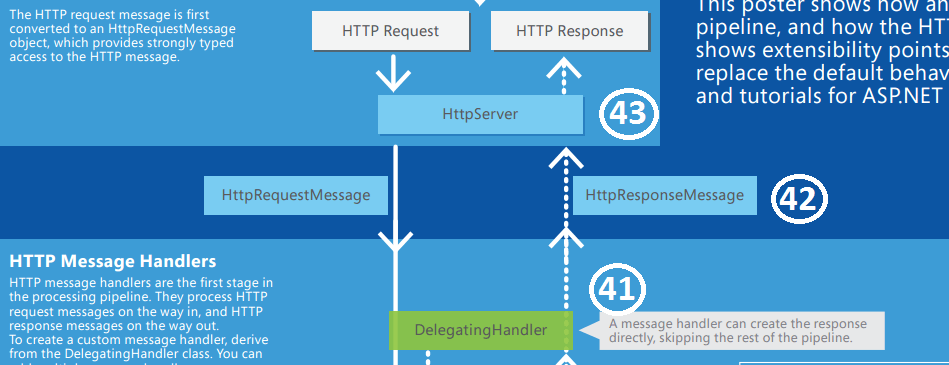 The HTTP request message is first
converted to an HttpRequestMessage
object, which provides strongly typed
access to the HTTP message.
HTTP Request
HTTP Response
This poster shows how an
pipeline, and how the HT
shows extensibility points
replace the default behav
and tutorials for ASP.NET
HttpServer
43
HttpRequestMessage
HttpResponseMessage
42
HTTP Message Handlers
HTTP message handlers are the first stage in
the processing pipeline. They process HTTP
request messages on the way in, and HTTP
response messages on the way out.
To create a custom message handler, derive
from the DelegatingHandler class. You can
41
DelegatingHandler
A message handler can create the response
directly, skipping the rest of the pipeline.